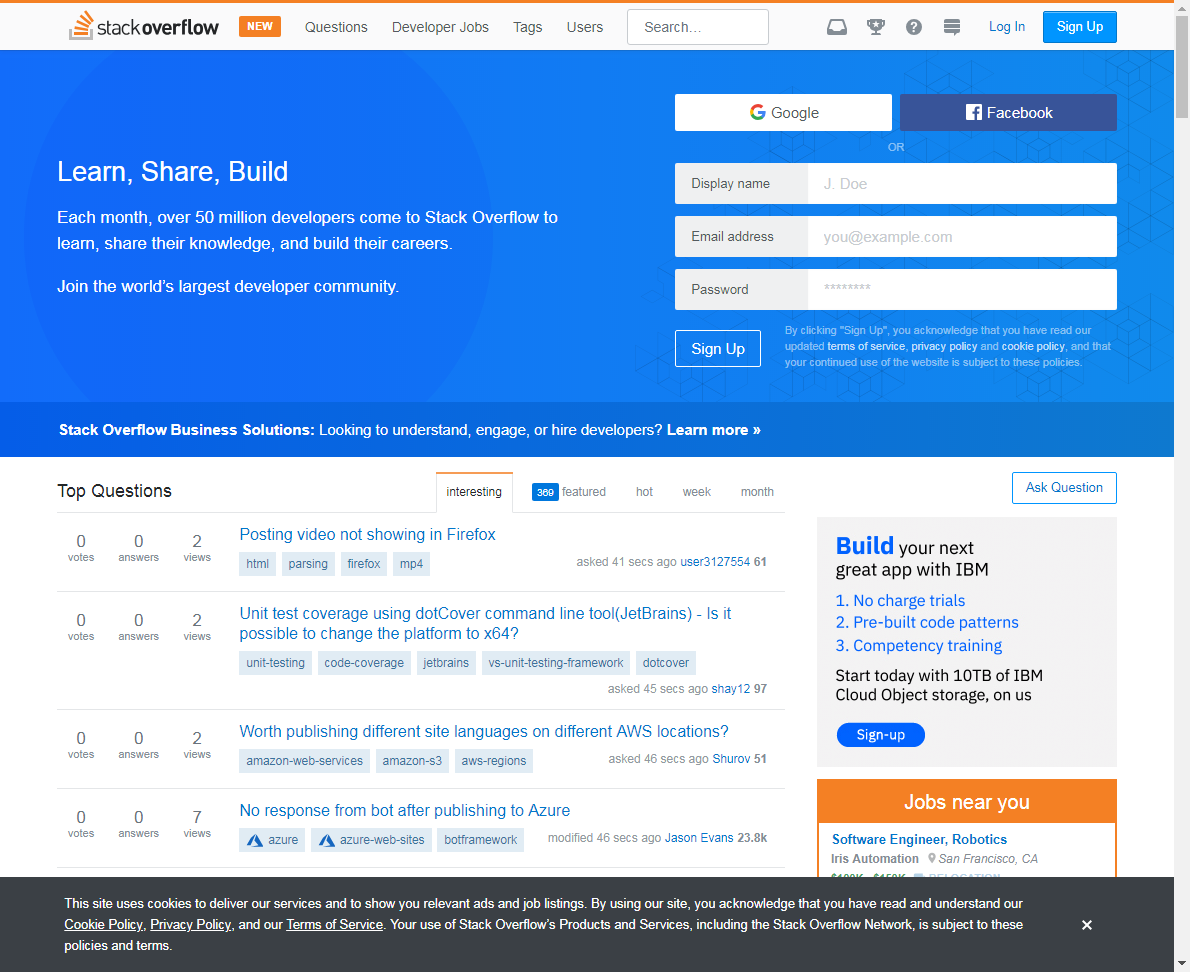 stackoverflow NEW Questions Developer Jobs Tags Users Search... Log In Sign Up
Google Facebook
OR
Learn, Share, Build
Each month, over 50 million developers come to Stack Overflow to
learn, share their knowledge, and build their careers.
Join the world's largest developer community.
Display name J. Doe
Email address you@example.com
Password ********
Sign Up
By clicking "Sign Up", you acknowledge that you have read our
updated terms of service, privacy policy and cookie policy, and that
your continued use of the website is subject to these policies.
Stack Overflow Business Solutions: Looking to understand, engage, or hire developers? Learn more »
Top Questions interesting 369 featured hot week month
Ask Question
0 votes 0 answers 2 views
Posting video not showing in Firefox
html parsing firefox mp4
asked 41 secs ago user3127554 61
0 votes 0 answers 2 views
Unit test coverage using dotCover command line tool(JetBrains) - Is it
possible to change the platform to x64?
unit-testing code-coverage jetbrains vs-unit-testing-framework dotcover
asked 45 secs ago shay12 97
0 votes 0 answers 2 views
Worth publishing different site languages on different AWS locations?
amazon-web-services amazon-s3 aws-regions
asked 46 secs ago Shurov 51
0 votes 0 answers 7 views
No response from bot after publishing to Azure
azure azure-web-sites botframework
modified 46 secs ago Jason Evans 23.8k
Build your next
great app with IBM
1. No charge trials
2. Pre-built code patterns
3. Competency training
Start today with 10TB of IBM
Cloud Object storage, on us
Sign-up
Jobs near you
Software Engineer, Robotics
Iris Automation San Francisco, CA
RELOCATION
This site uses cookies to deliver our services and to show you relevant ads and job listings. By using our site, you acknowledge that you have read and understand our
Cookie Policy, Privacy Policy, and our Terms of Service. Your use of Stack Overflow's Products and Services, including the Stack Overflow Network, is subject to these
policies and terms.